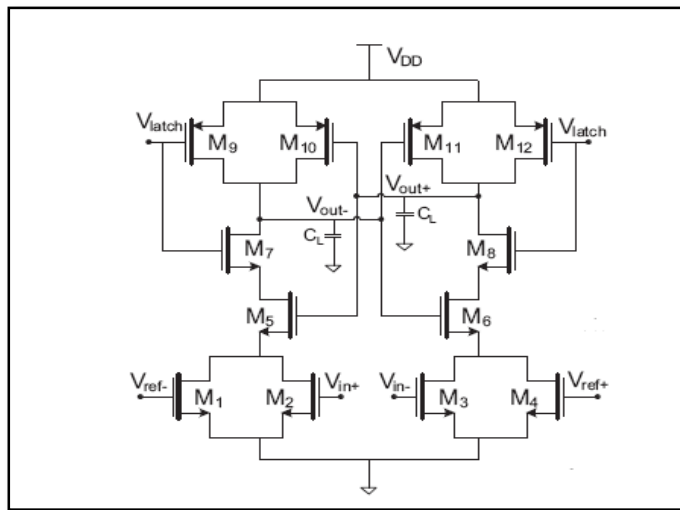 VDD
Vlatch
M9
M10
M11
M12
Vlatch
Vout+
Vout-
CL
CL
M7
M8
M5
M6
Vref-
M1
M2
Vin+
Vin-
M3
M4
Vref+